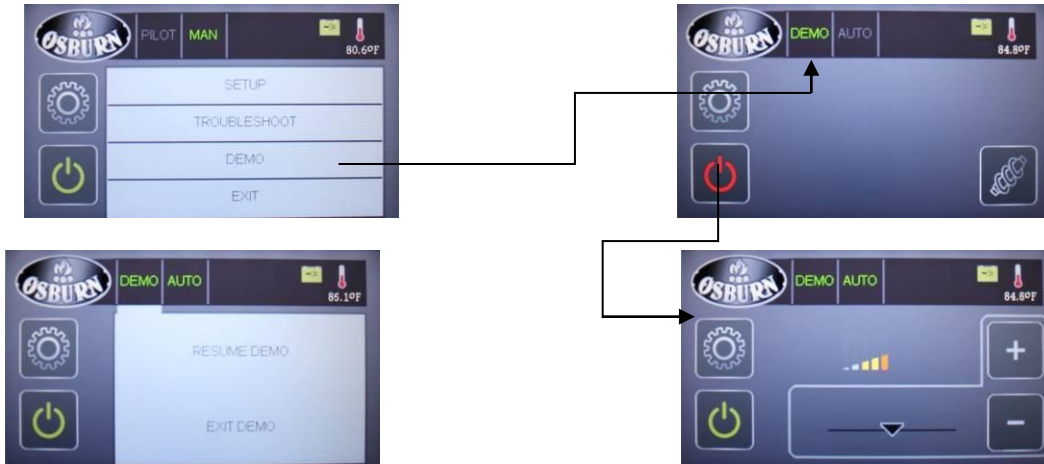 OSBURN PILOT MAN 80.6ºF
SETUP
TROUBLESHOOT
DEMO
EXIT
OSBURN DEMO AUTO 84.8ºF
OSBURN DEMO AUTO 85.1ºF
RESUME DEMO
EXIT DEMO
OSBURN DEMO AUTO 84.8ºF
+
−